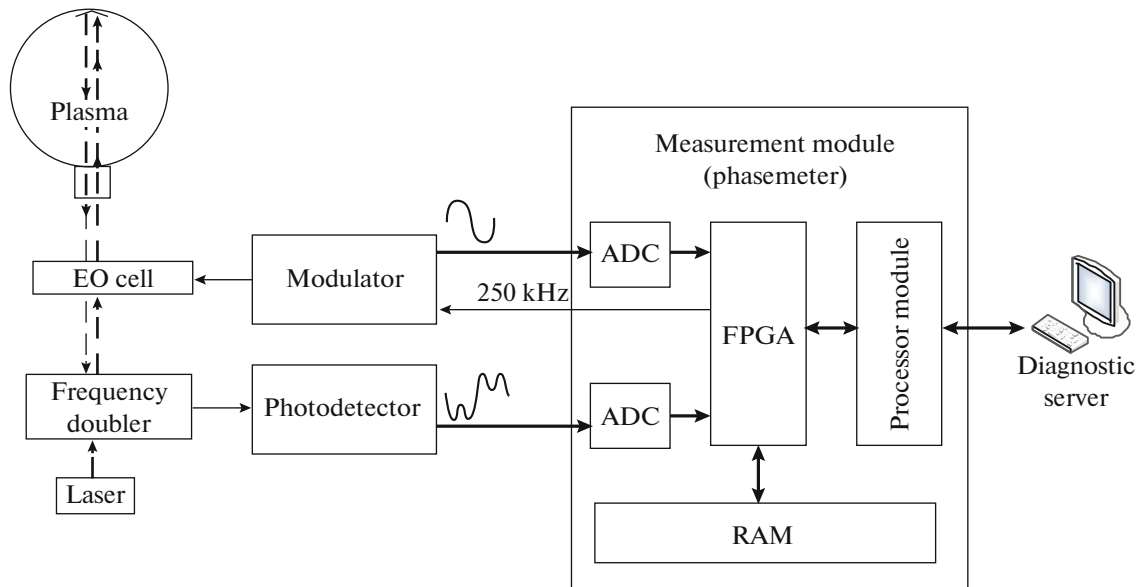 Plasma
Measurement module
(phasemeter)
EO cell
Modulator
ADC
250 kHz
FPGA
Processor module
Diagnostic
server
Frequency
doubler
Photodetector
ADC
Laser
RAM